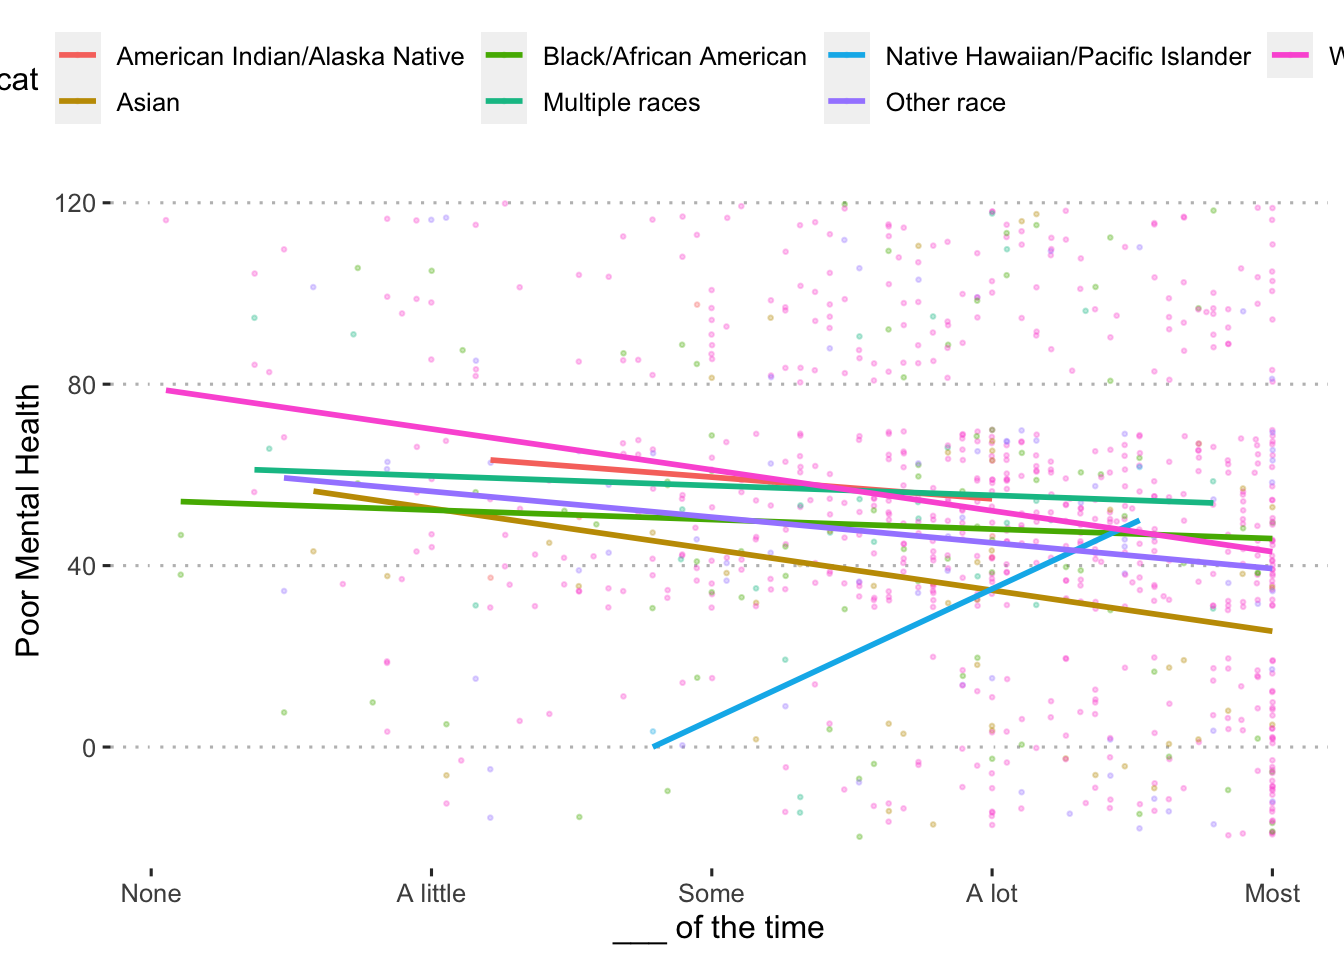 cat
American Indian/Alaska Native
Black/African American
Native Hawaiian/Pacific Islander
W
Asian
Multiple races
Other race
120
80
40
0
Poor Mental Health
None
A little
Some
A lot
Most
___ of the time